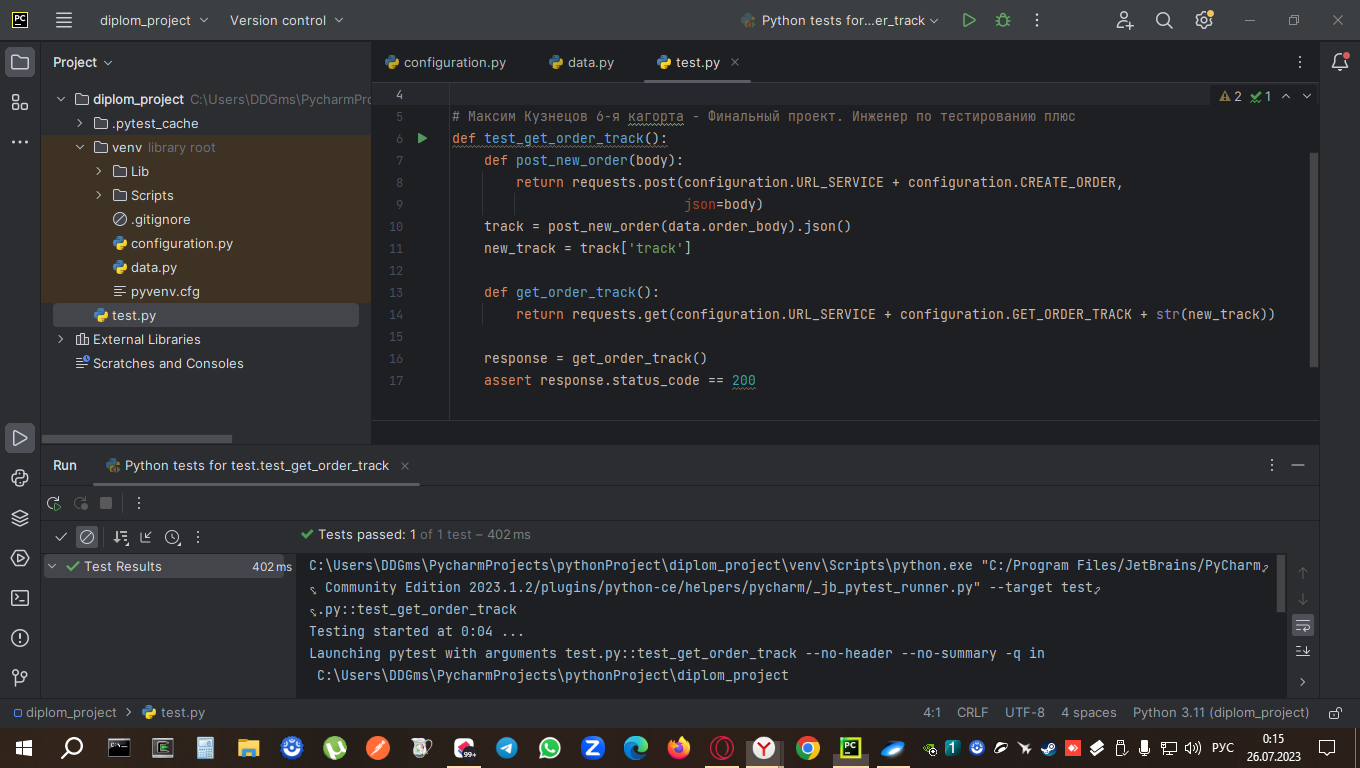 PC
diplom_project
Version control
Python tests for...er_track
Project
configuration.py
data.py
test.py
diplom_project C:\Users\DDGms\PycharmPro
.pytest_cache
venv library root
Lib
Scripts
.gitignore
configuration.py
data.py
pyvenv.cfg
test.py
External Libraries
Scratches and Consoles
2 1
4
5 # Максим Кузнецов 6-я кагорта - Финальный проект. Инженер по тестированию плюс
6 def test_get_order_track():
7 def post_new_order(body):
8 return requests.post(configuration.URL_SERVICE + configuration.CREATE_ORDER,
9 json=body)
10 track = post_new_order(data.order_body).json()
11 new_track = track['track']
12
13 def get_order_track():
14 return requests.get(configuration.URL_SERVICE + configuration.GET_ORDER_TRACK + str(new_track))
15
16 response = get_order_track()
17 assert response.status_code == 200
Run
Python tests for test.test_get_order_track
Tests passed: 1 of 1 test – 402 ms
Test Results 402 ms
C:\Users\DDGms\PycharmProjects\pythonProject\diplom_project\venv\Scripts\python.exe "C:/Program Files/JetBrains/PyCharm
Community Edition 2023.1.2/plugins/python-ce/helpers/pycharm/_jb_pytest_runner.py" --target test
.py::test_get_order_track
Testing started at 0:04 ...
Launching pytest with arguments test.py::test_get_order_track --no-header --no-summary -q in
C:\Users\DDGms\PycharmProjects\pythonProject\diplom_project
diplom_project
test.py
4:1
CRLF
UTF-8
4 spaces
Python 3.11 (diplom_project)
99+
PC
РУС
0:15
26.07.2023